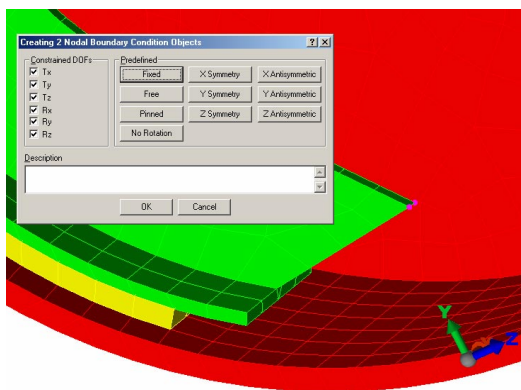 Creating 2 Nodal Boundary Condition Objects
Constrained DOFs
Tx
Ty
Tz
Rx
Ry
Rz
Predefined
Fixed
X Symmetry
X Antisymmetric
Free
Y Symmetry
Y Antisymmetric
Pinned
Z Symmetry
Z Antisymmetric
No Rotation
Description
OK
Cancel
Y
Z